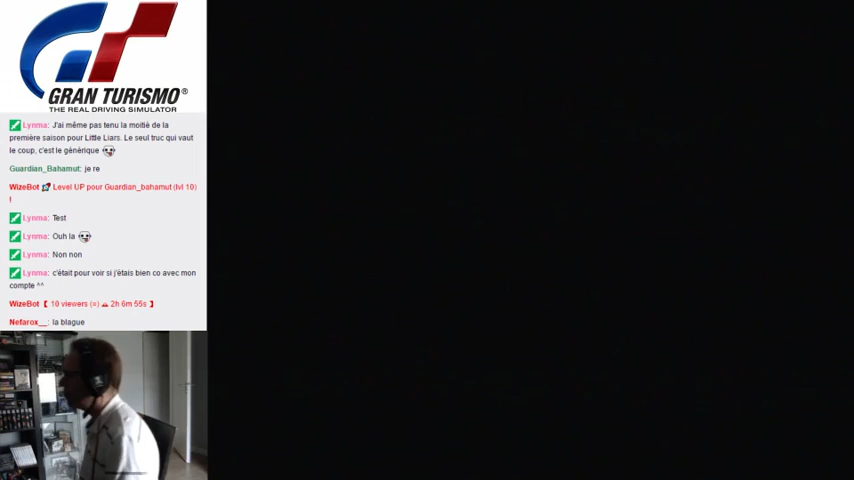 GRAN TURISMO®
THE REAL DRIVING SIMULATOR
Lynma: J'ai même pas tenu la moitié de la
première saison pour Little Liars. Le seul truc qui vaut
le coup, c'est le générique
Guardian_Bahamut: je re
WizeBot Level UP pour Guardian_bahamut (lvl 10)
!
Lynma: Test
Lynma: Ouh la
Lynma: Non non
Lynma: c'était pour voir si j'étais bien co avec mon
compte ^^
WizeBot 【 10 viewers (=) 2h 6m 55s 】
Nefarox__: la blague